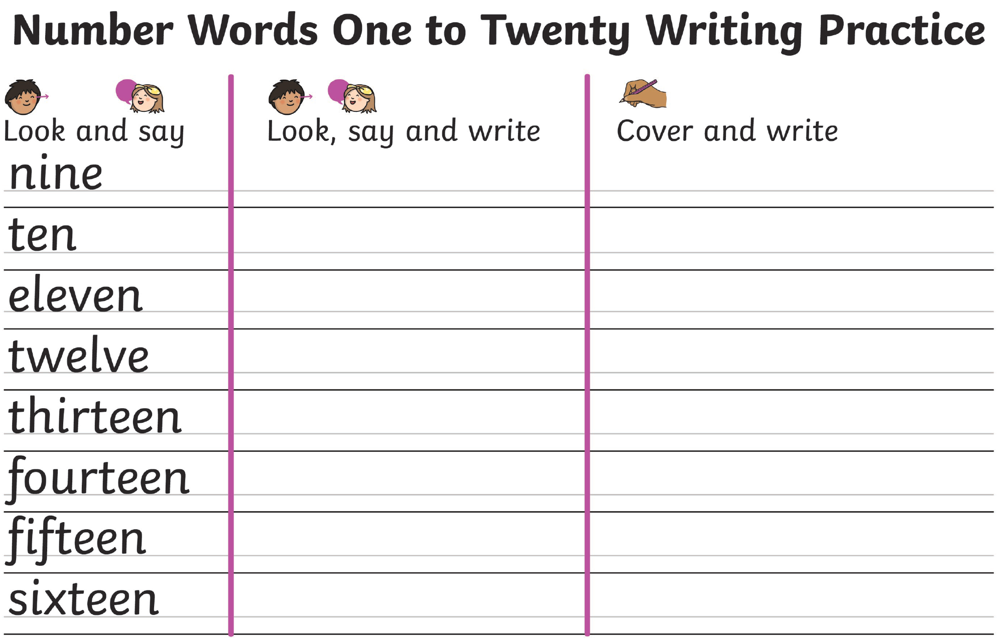 Number Words One to Twenty Writing Practice
Look and say
Look, say and write
Cover and write
nine
ten
eleven
twelve
thirteen
fourteen
fifteen
sixteen